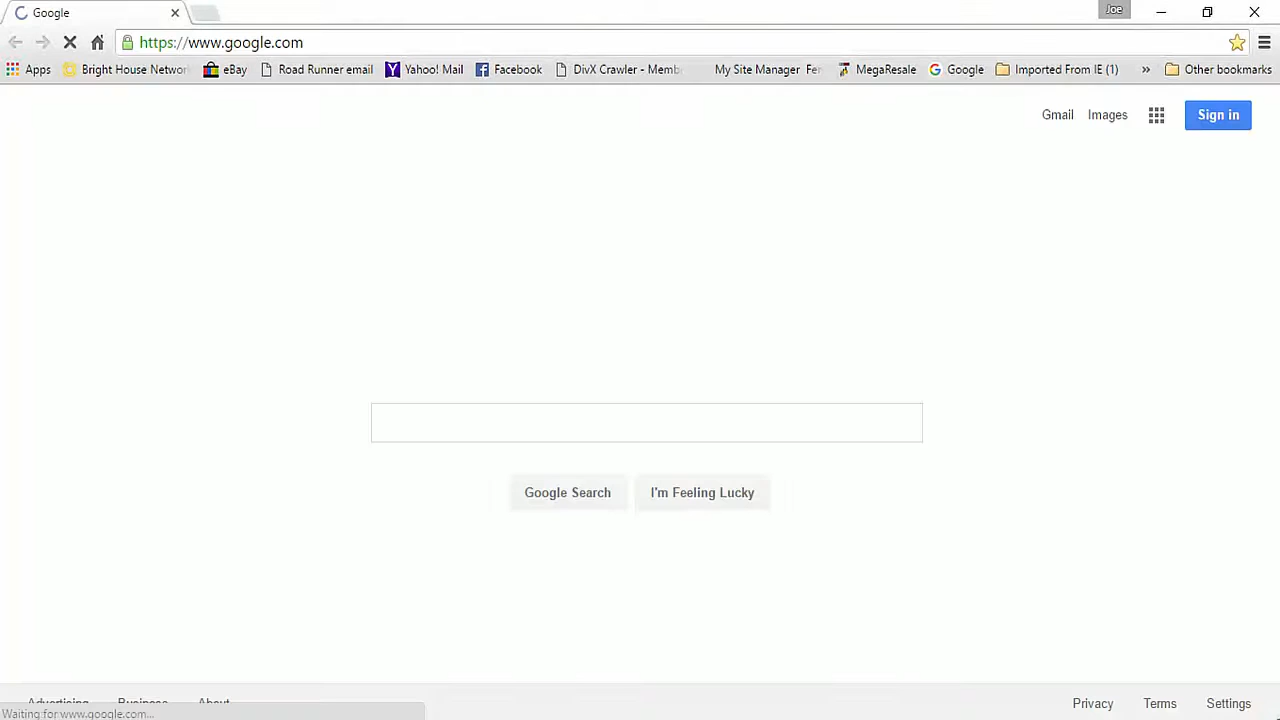 Google
Joe
https://www.google.com
Apps Bright House Networ eBay Road Runner email Yahoo! Mail Facebook DivX Crawler - Memb My Site Manager Fer MegaResale Google Imported From IE (1) » Other bookmarks
Gmail Images Sign in
Google Search I'm Feeling Lucky
Advertising Business About Privacy Terms Settings
Waiting for www.google.com...